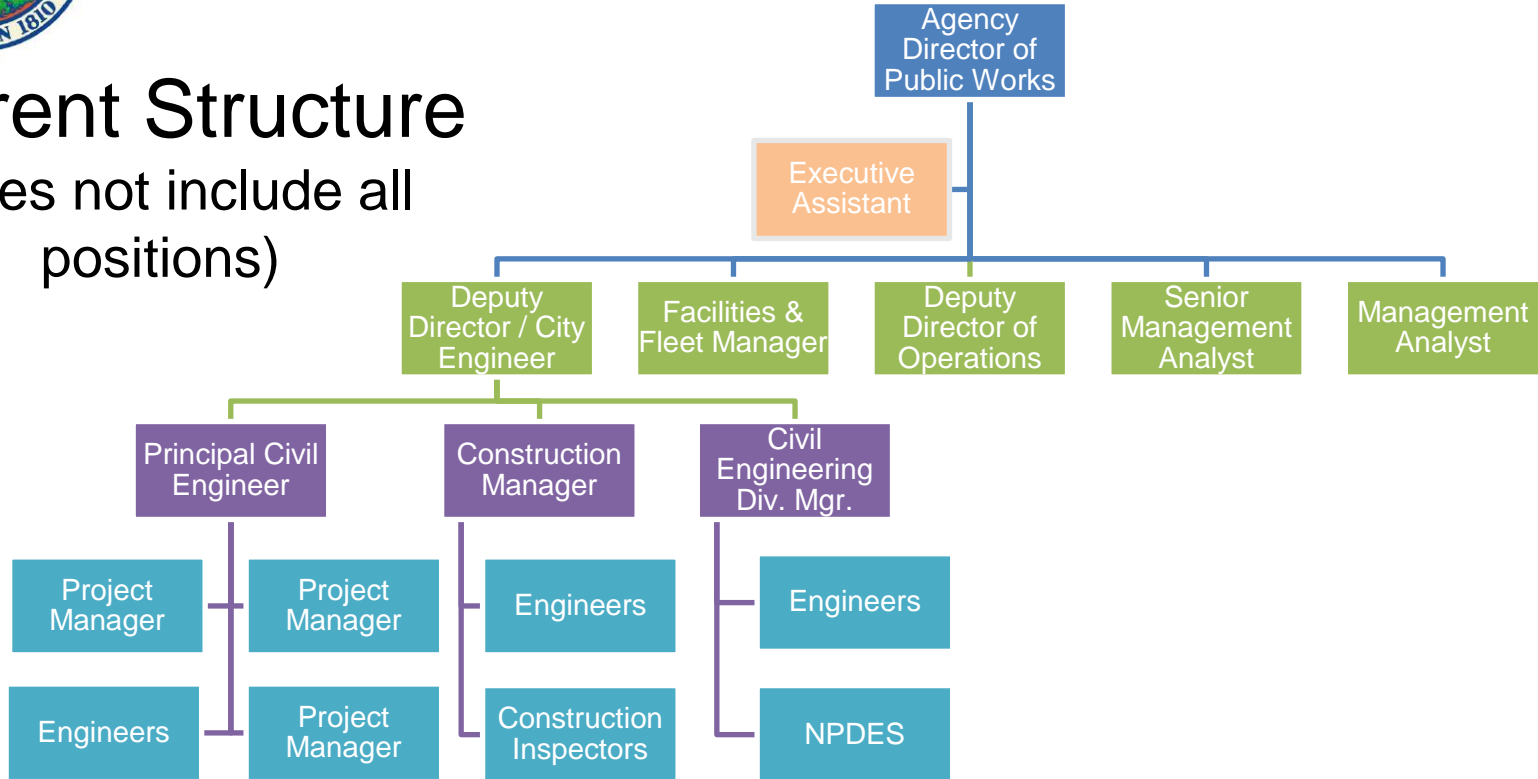 N 1810
rent Structure
es not include all
positions)
Agency
Director of
Public Works
Executive
Assistant
Deputy
Director / City
Engineer
Facilities &
Fleet Manager
Deputy
Director of
Operations
Senior
Management
Analyst
Management
Analyst
Principal Civil
Engineer
Construction
Manager
Civil
Engineering
Div. Mgr.
Project
Manager
Project
Manager
Engineers
Engineers
Engineers
Project
Manager
Construction
Inspectors
NPDES